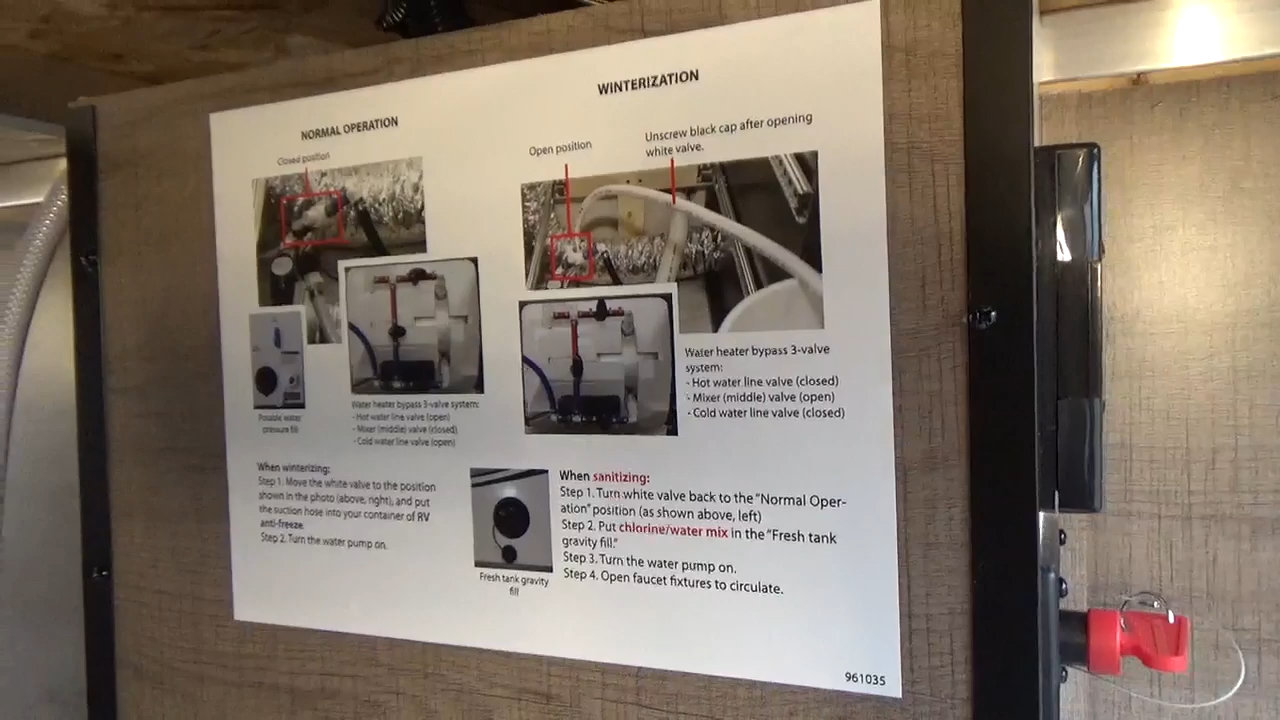 NORMAL OPERATION
Closed position
Potable water
pressure fill
Water heater bypass 3-valve system:
- Hot water line valve (open)
- Mixer (middle) valve (closed)
- Cold water line valve (open)
When winterizing:
Step 1. Move the white valve to the position
shown in the photo (above, right), and put
the suction hose into your container of RV
anti-freeze.
Step 2. Turn the water pump on.
WINTERIZATION
Open position
Unscrew black cap after opening
white valve.
Water heater bypass 3-valve
system:
- Hot water line valve (closed)
- Mixer (middle) valve (open)
- Cold water line valve (closed)
Fresh tank gravity
fill
When sanitizing:
Step 1. Turn white valve back to the "Normal Oper-
ation" position (as shown above, left)
Step 2. Put chlorine/water mix in the "Fresh tank
gravity fill."
Step 3. Turn the water pump on.
Step 4. Open faucet fixtures to circulate.
961035